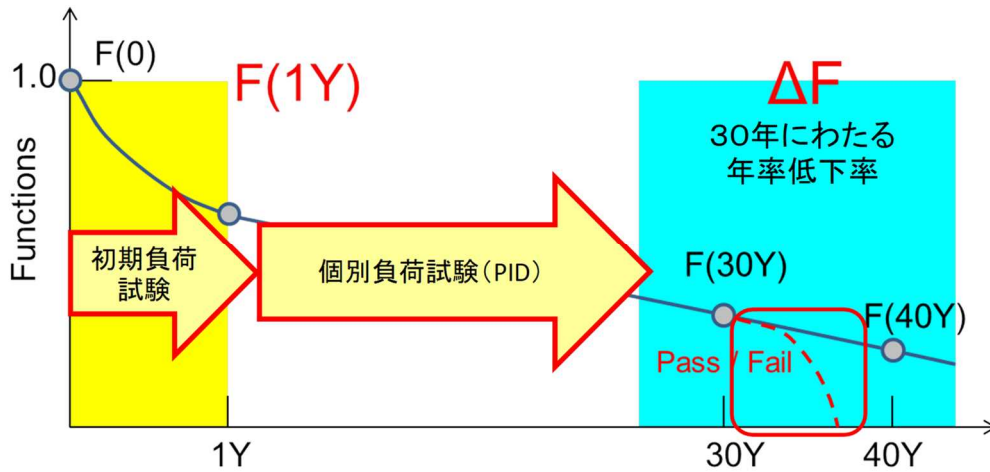 F(0)
1.0
F(1Y)
ΔF
30年にわたる
年率低下率
Functions
初期負荷
試験
個別負荷試験(PID)
F(30Y)
F(40Y)
Pass / Fail
1Y
30Y
40Y